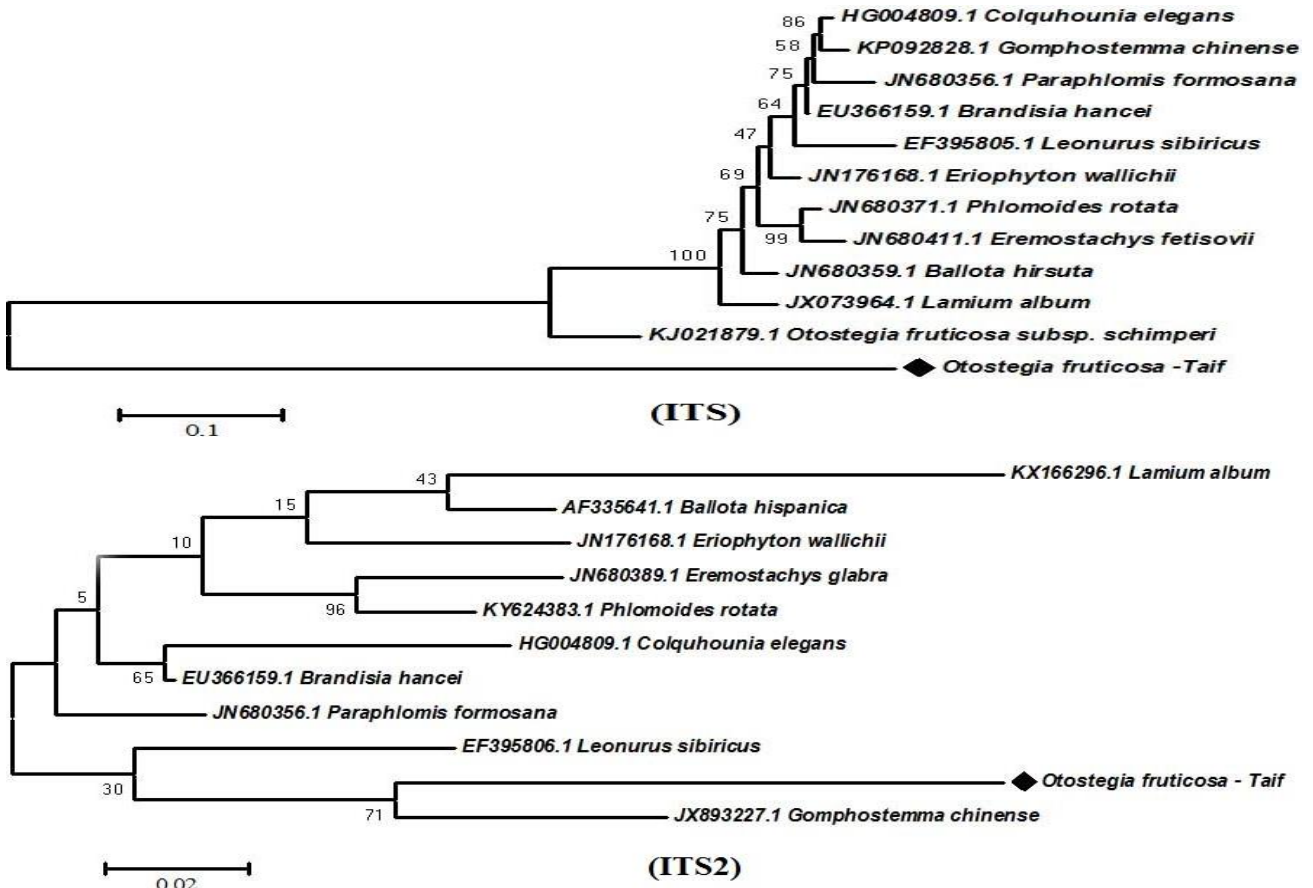 86
HG004809.1 Colquhounia elegans
58
KP092828.1 Gomphostemma chinense
75
JN680356.1 Paraphlomis formosana
EU366159.1 Brandisia hancei
64
EF395805.1 Leonurus sibiricus
47
JN176168.1 Eriophyton wallichii
69
JN680371.1 Phlomoides rotata
75
99
JN680411.1 Eremostachys fetisovii
100
JN680359.1 Ballota hirsuta
JX073964.1 Lamium album
KJ021879.1 Otostegia fruticosa subsp. schimperi
Otostegia fruticosa -Taif
0.1
(ITS)
43
KX166296.1 Lamium album
15
AF335641.1 Ballota hispanica
10
JN176168.1 Eriophyton wallichii
JN680389.1 Eremostachys glabra
5
96
KY624383.1 Phlomoides rotata
HG004809.1 Colquhounia elegans
65
EU366159.1 Brandisia hancei
JN680356.1 Paraphlomis formosana
EF395806.1 Leonurus sibiricus
30
Otostegia fruticosa - Taif
71
JX893227.1 Gomphostemma chinense
0.02
(ITS2)